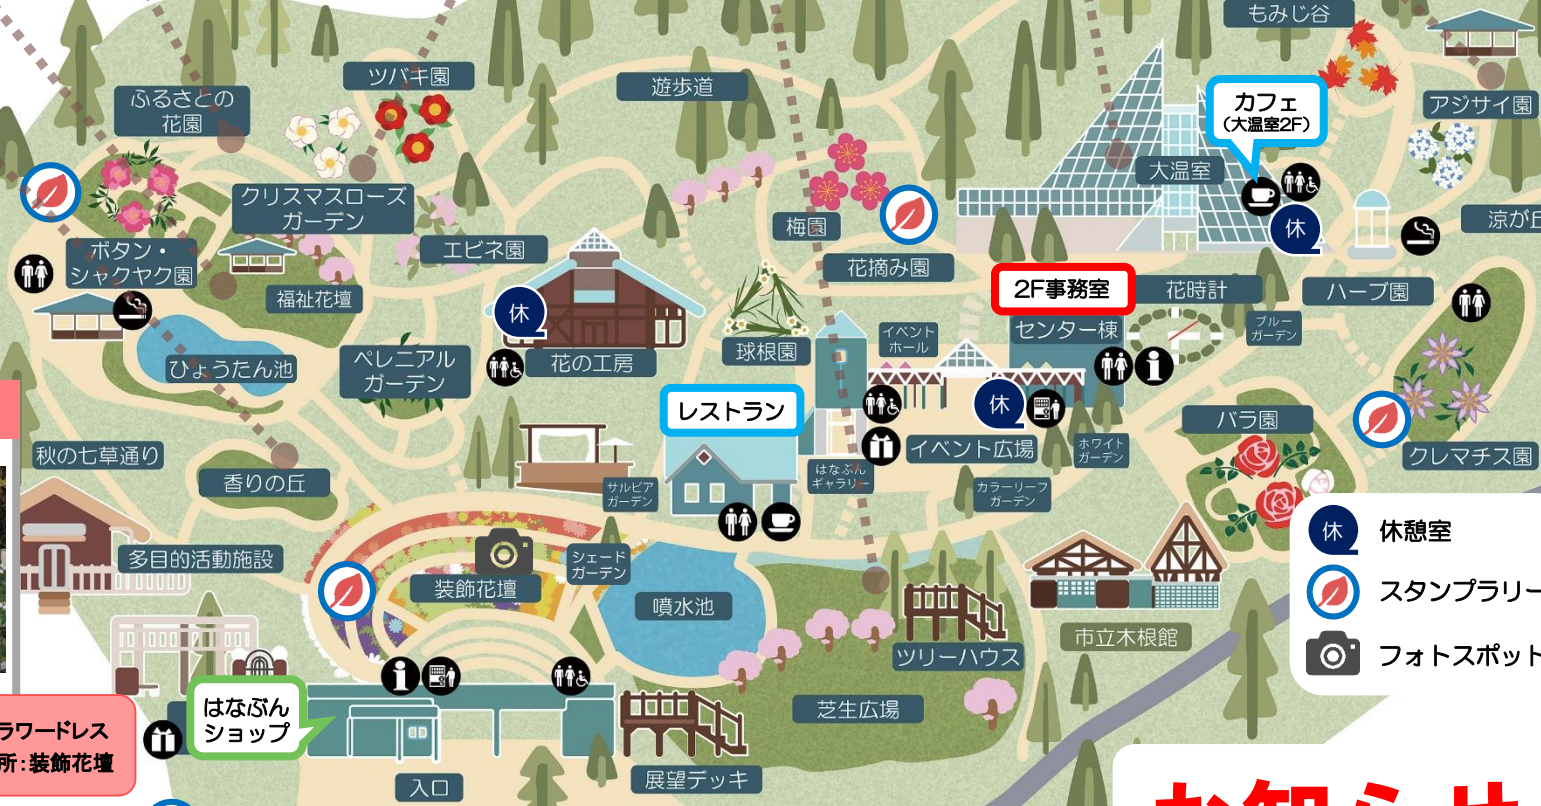 もみじ谷
ツバキ園
遊歩道
ふるさとの
花園
カフェ
(大温室2F)
アジサイ園
大温室
クリスマスローズ
ガーデン
梅園
エビネ園
ボタン・
シャクヤク園
休
花摘み園
福祉花壇
2F事務室
花時計
ハーブ園
休
センター棟
イベント
ホール
ブルー
ガーデン
球根園
花の工房
ペレニアル
ガーデン
ひょうたん池
レストラン
休
バラ園
イベント広場
ホワイト
ガーデン
秋の七草通り
クレマチス園
香りの丘
はなぶん
ギャラリー
サルビア
ガーデン
カラーリーフ
ガーデン
休
休憩室
多目的活動施設
シェード
ガーデン
装飾花壇
スタンプラリー
噴水池
市立木根館
ツリーハウス
フォトスポット
芝生広場
はなぶん
ショップ
ラワードレス
所:装飾花壇
展望デッキ
入口